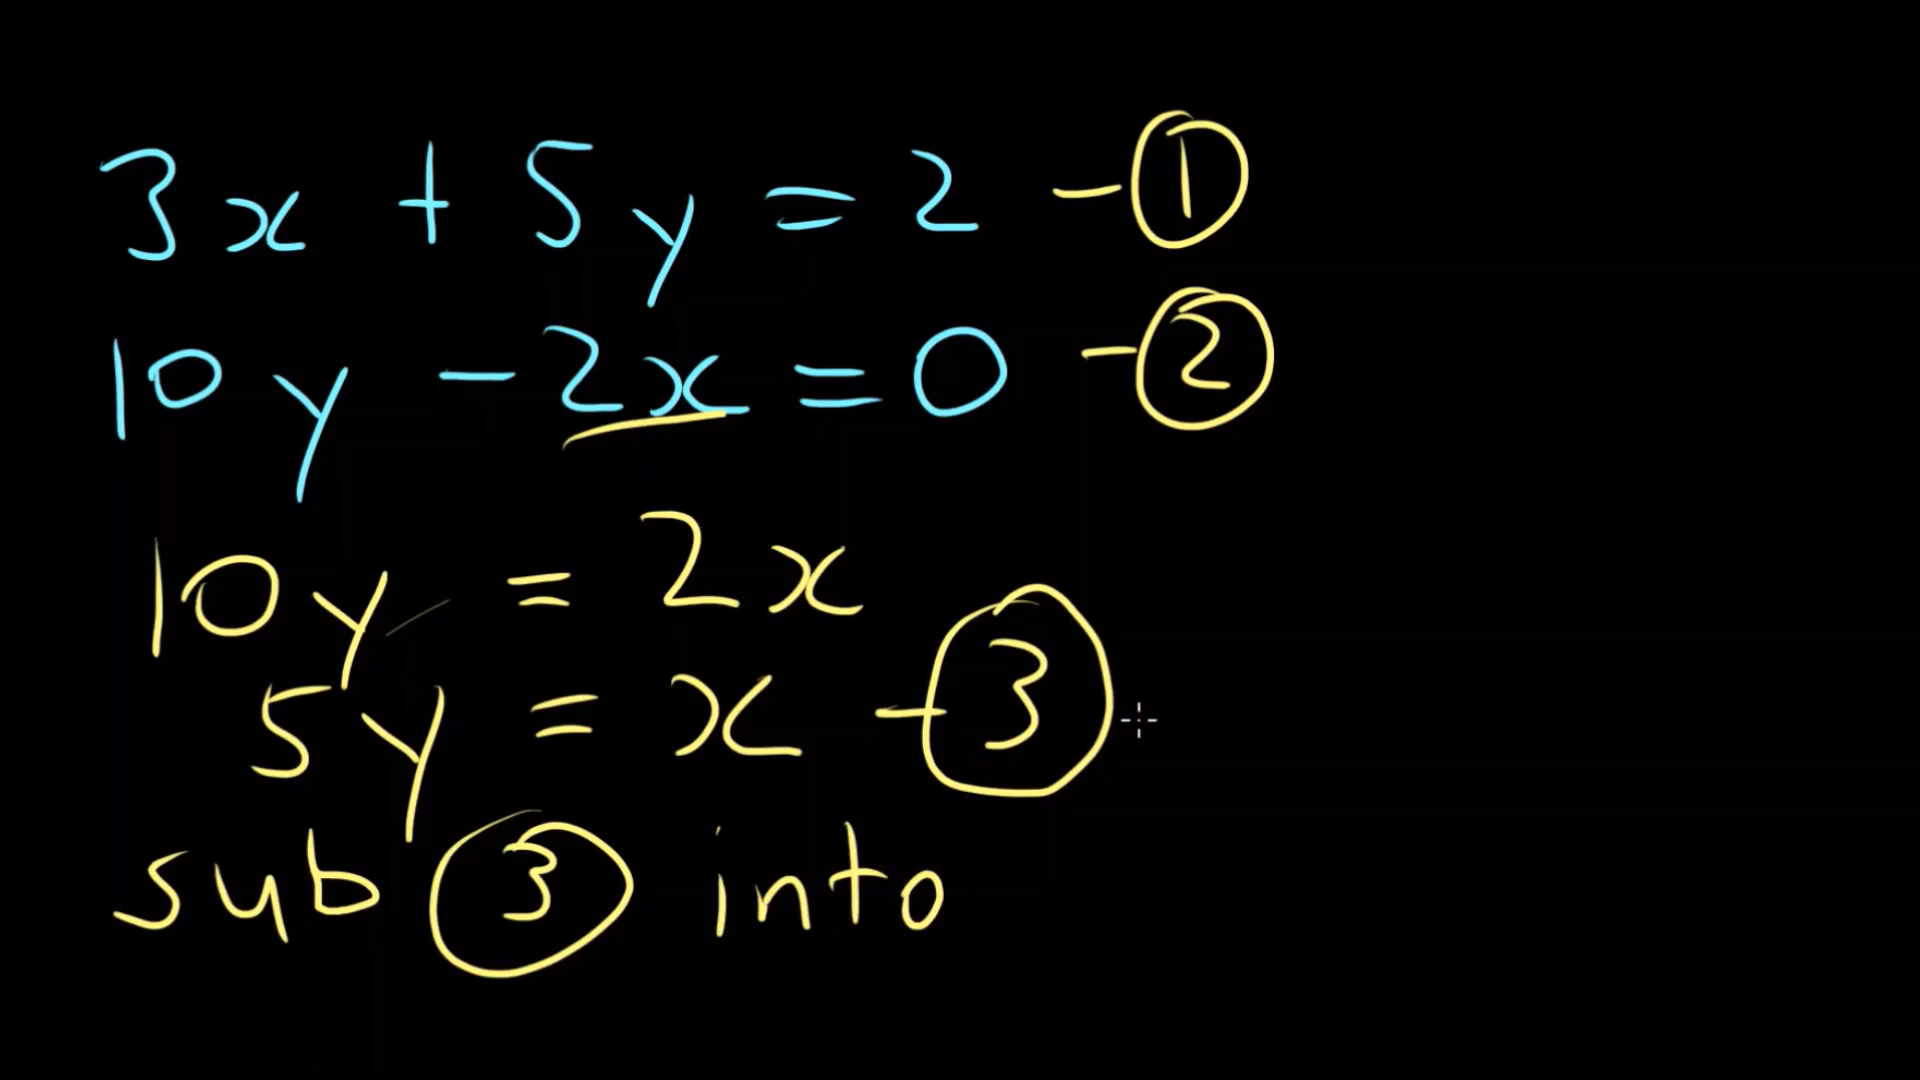 3x + 5y = 2 - ①
10y - 2x = 0 - ②
10y = 2x
5y = x - ③
sub ③ into